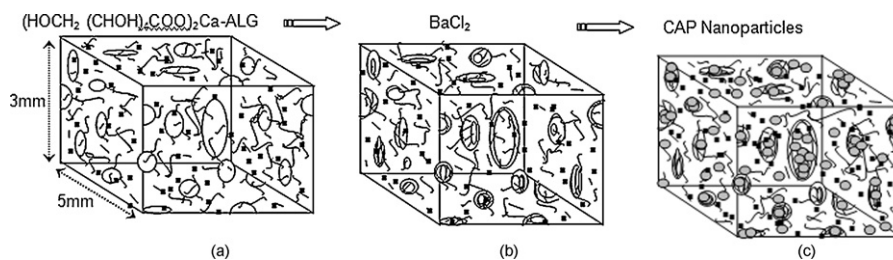 (HOCH₂ (CHOH)₄COO)₂Ca-ALG
BaCl₂
CAP Nanoparticles
3mm
5mm
(a)
(b)
(c)